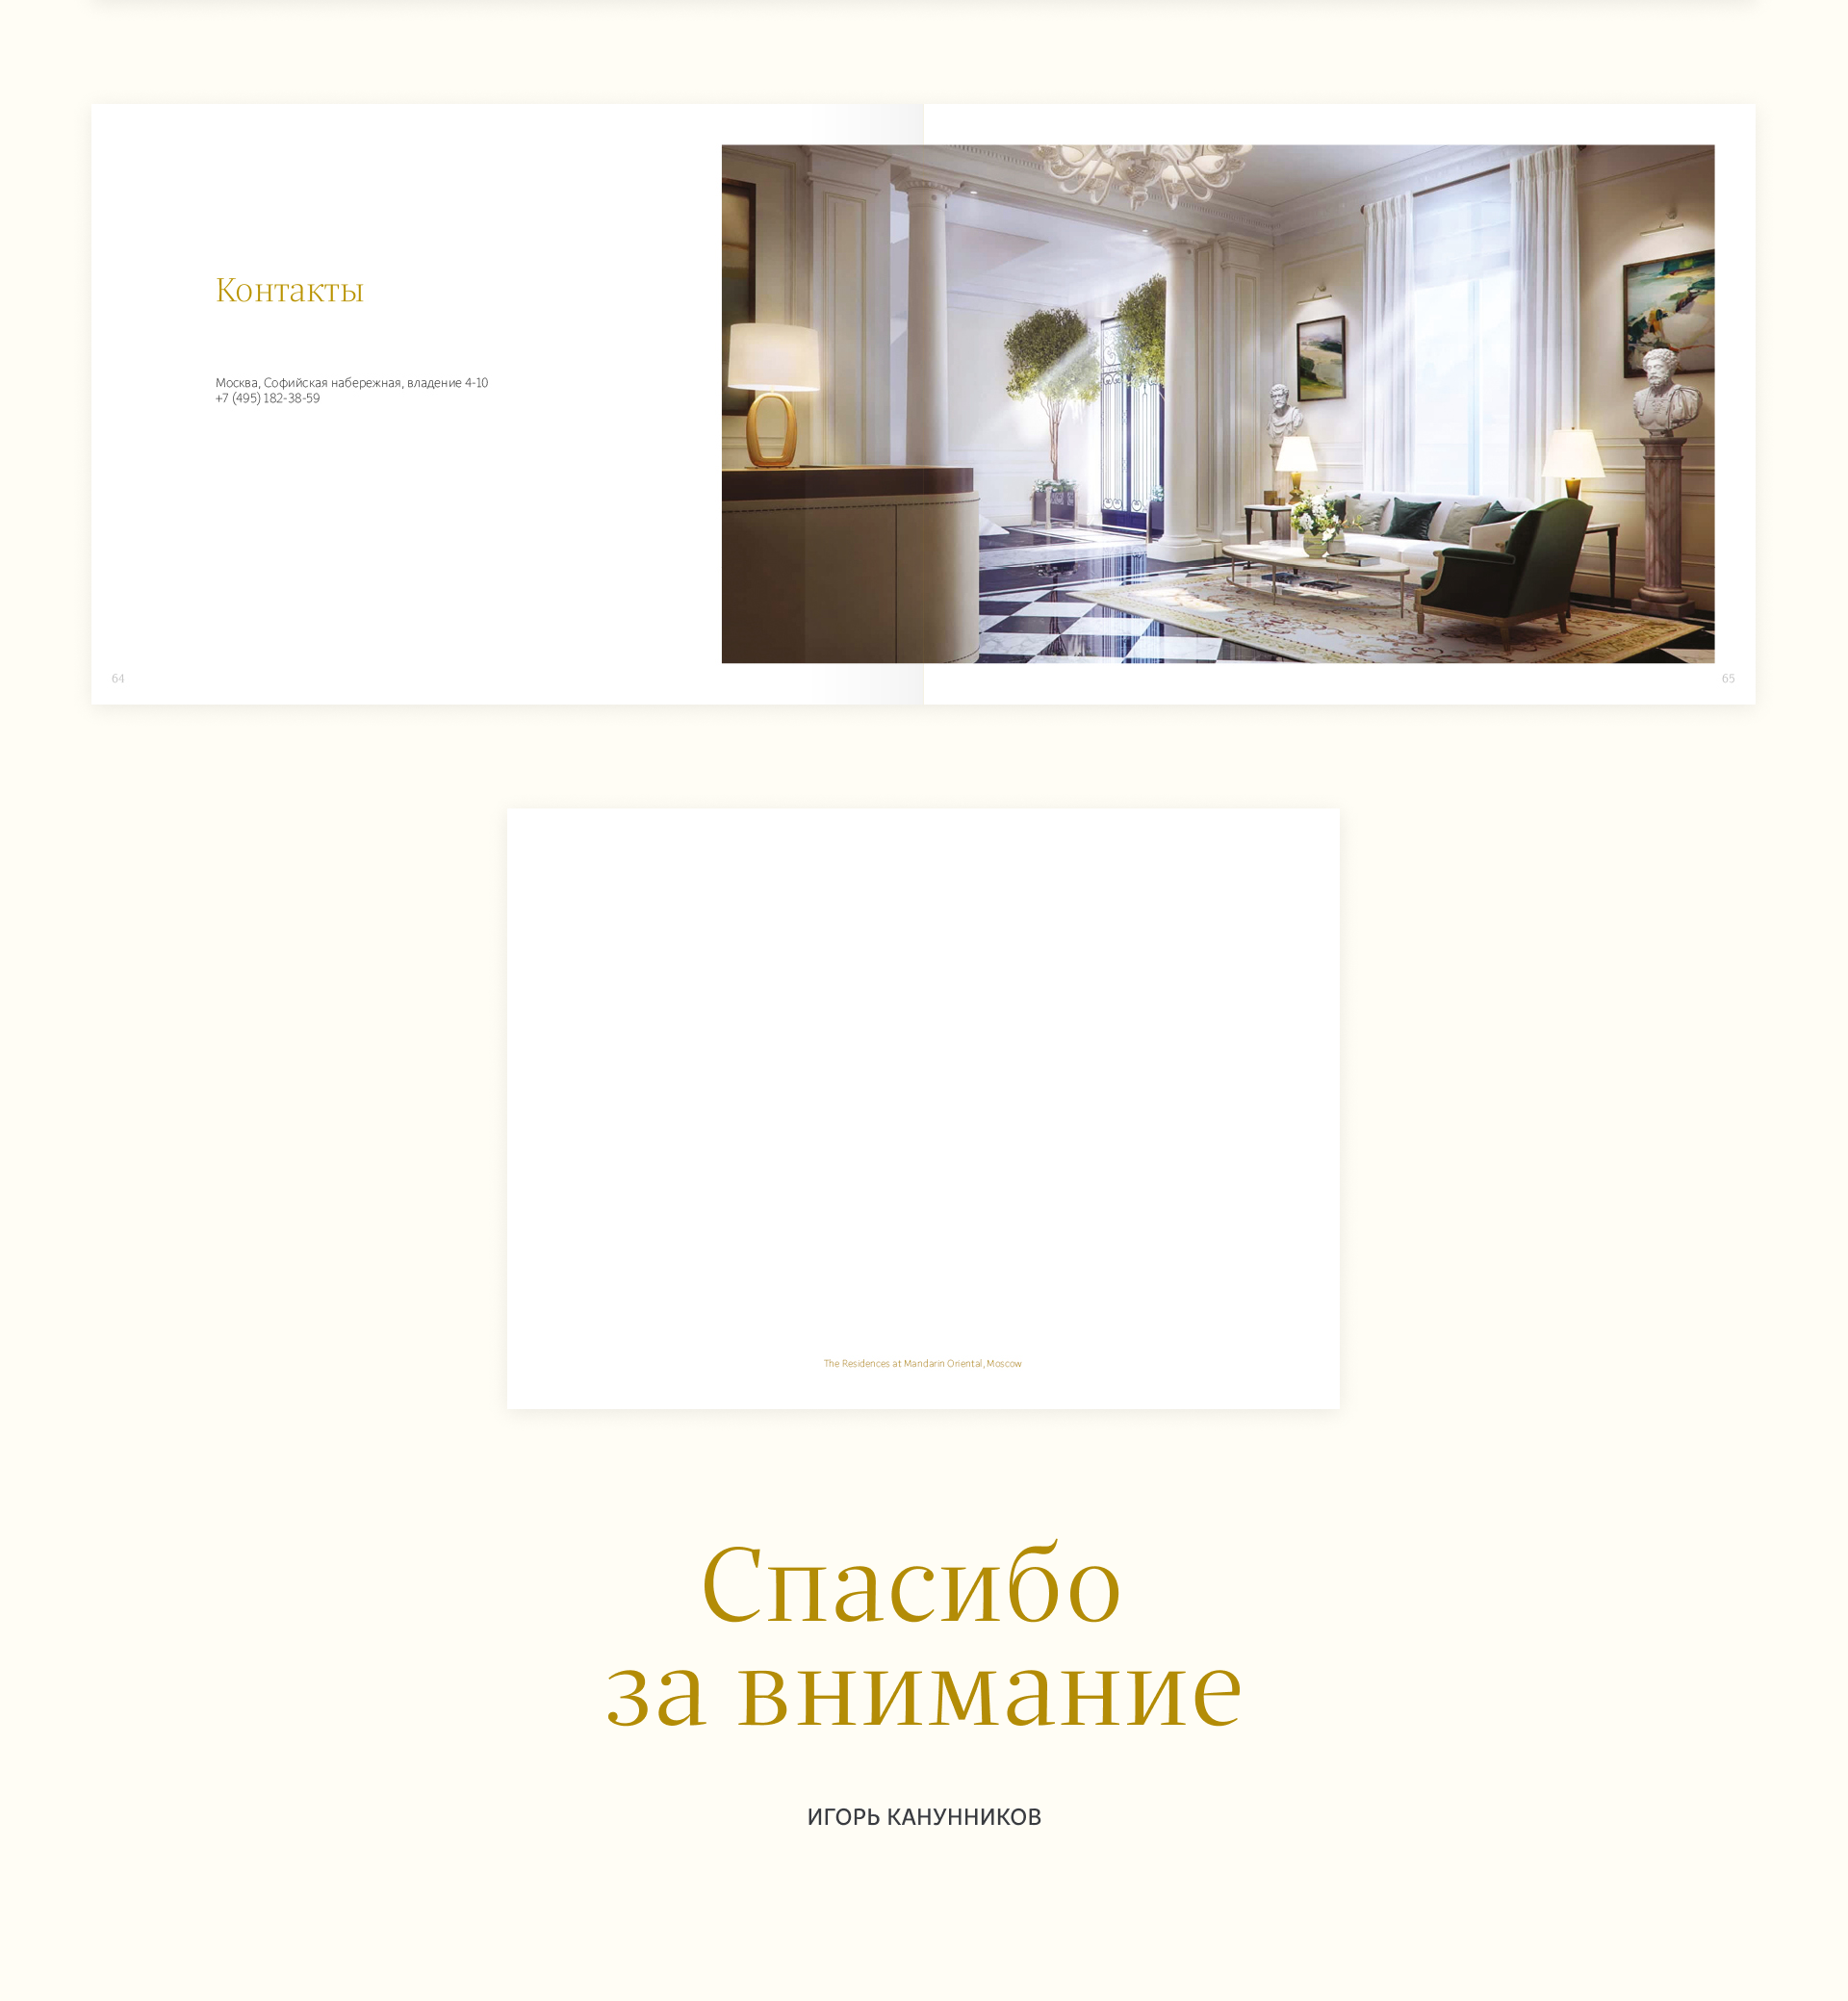 Контакты
Москва, Софийская набережная, владение 4-10
+7 (495) 182-38-59
64
65
The Residences at Mandarin Oriental, Moscow
Спасибо
за внимание
ИГОРЬ КАНУННИКОВ